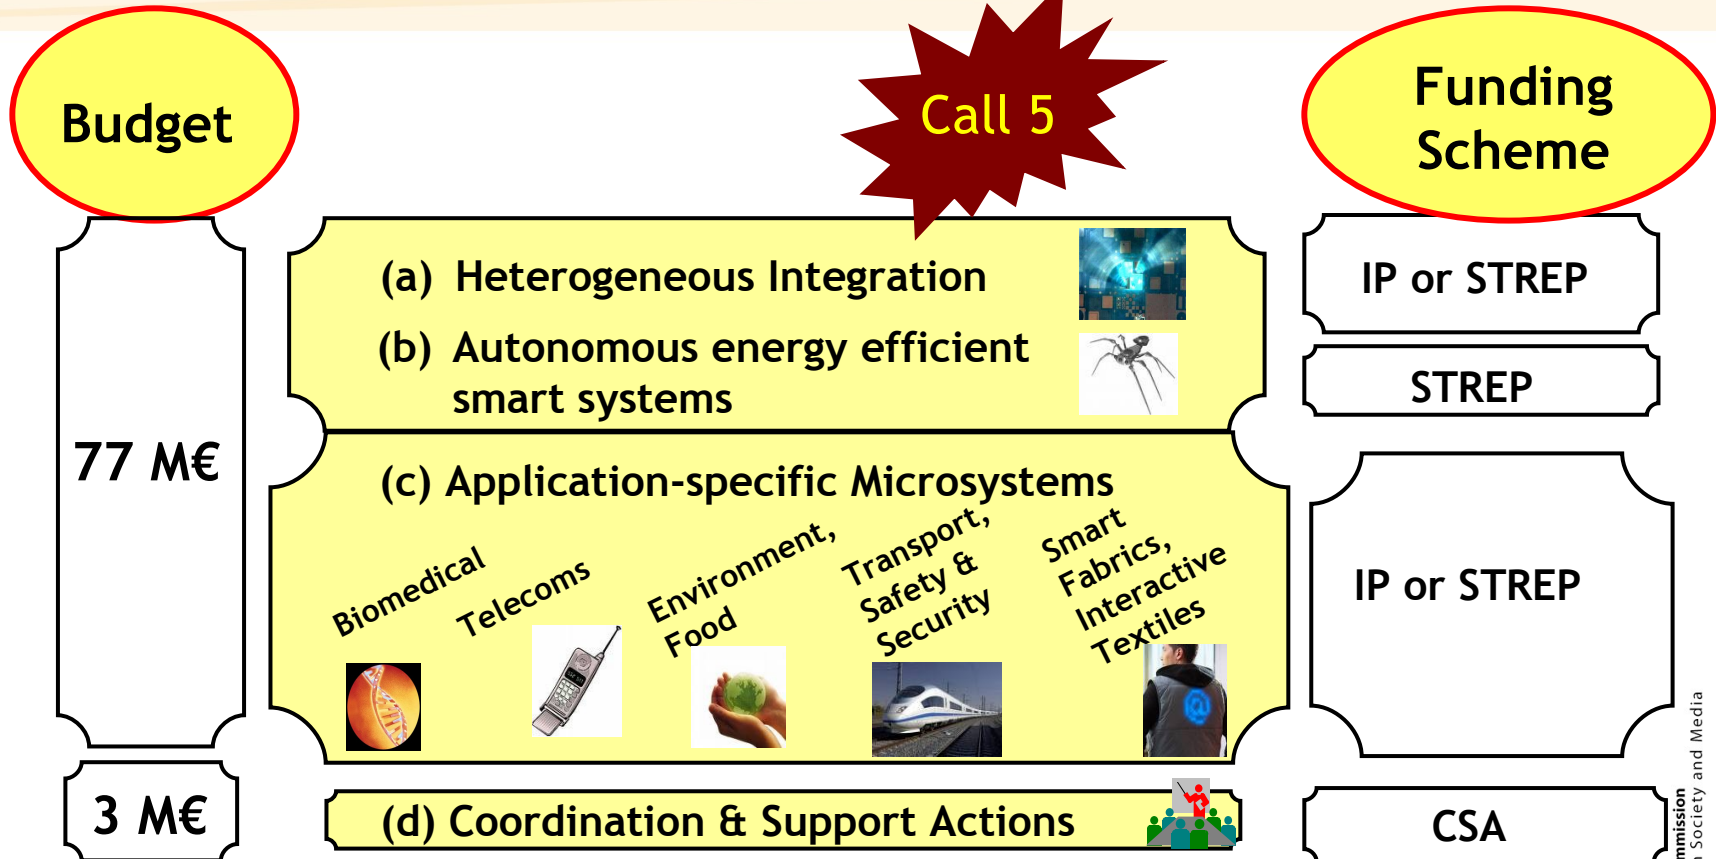 Budget
Call 5
Funding
Scheme
77 M€
(a) Heterogeneous Integration
(b) Autonomous energy efficient
smart systems
IP or STREP
STREP
(c) Application-specific Microsystems
Biomedical
Telecoms
Environment,
Food
Transport,
Safety &
Security
Smart
Fabrics,
Interactive
Textiles
IP or STREP
3 M€
(d) Coordination & Support Actions
CSA
mmission
n Society and Media